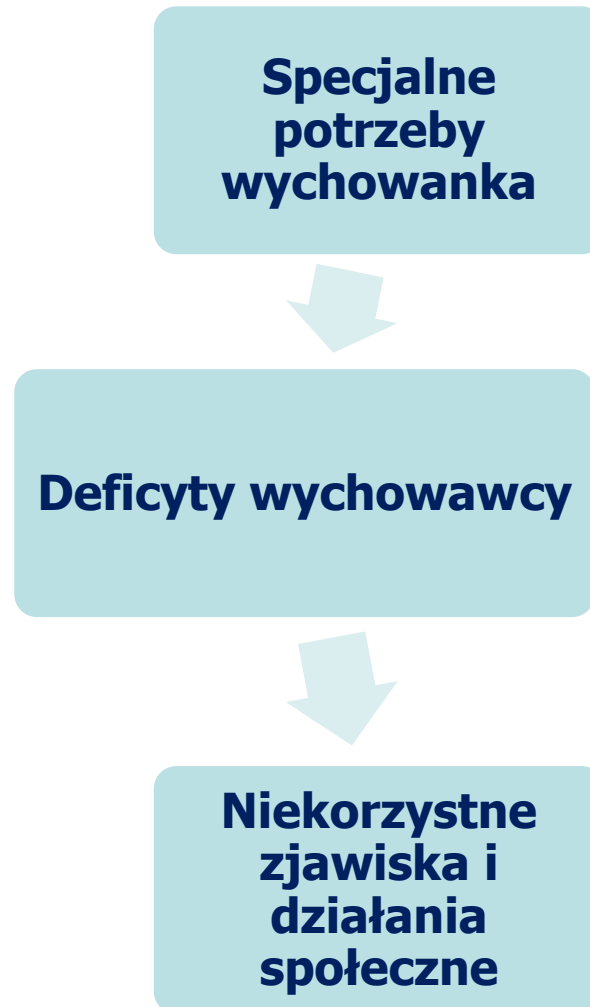 Specjalne
potrzeby
wychowanka
Deficyty wychowawcy
Niekorzystne
zjawiska i
działania
społeczne